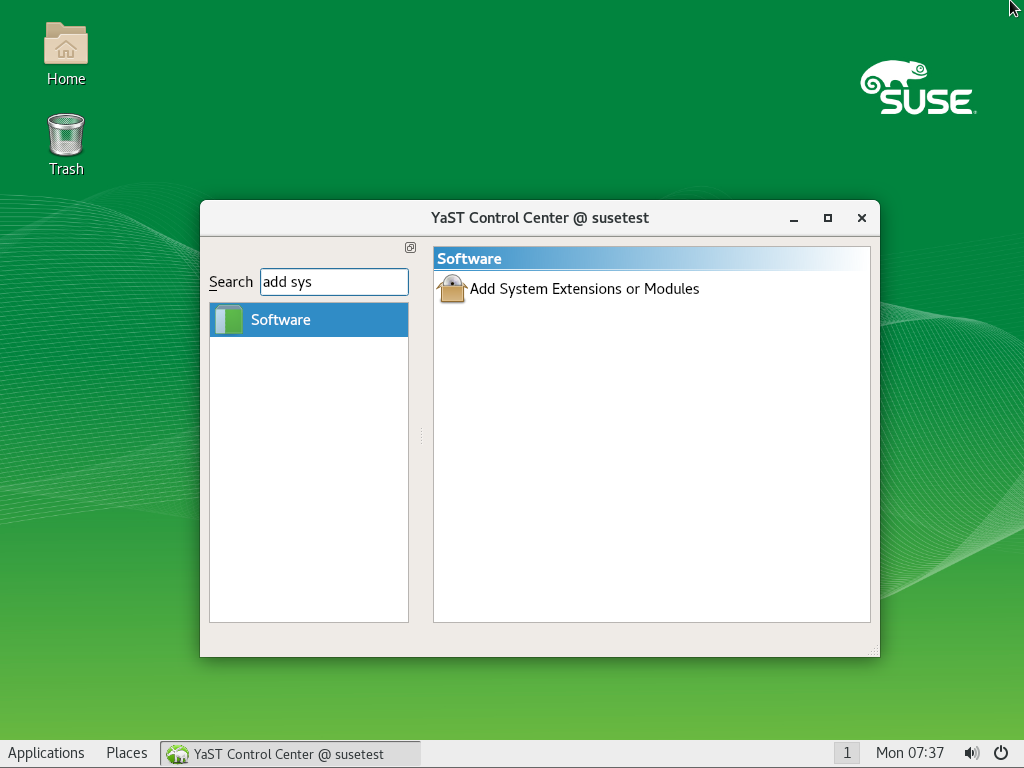 Home
Trash
SUSE
YaST Control Center @ susetest
Search add sys
Software
Software
Add System Extensions or Modules
Applications Places YaST Control Center @ susetest 1 Mon 07:37